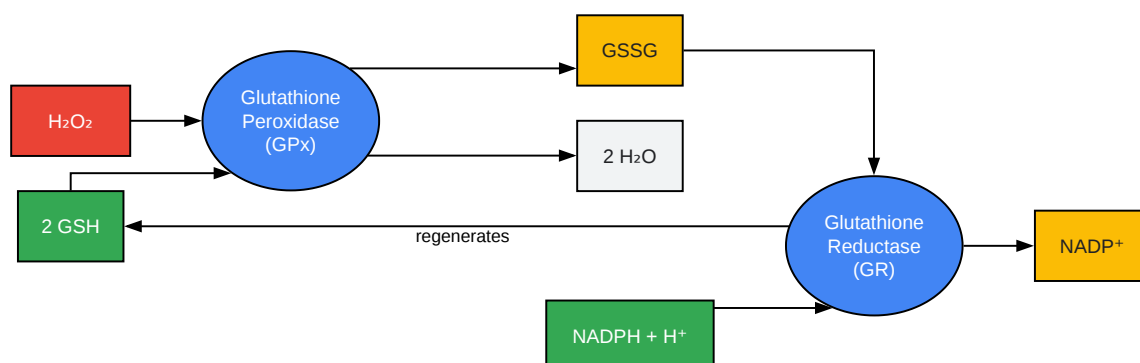 GSSG
H₂O₂
Glutathione
Peroxidase
(GPx)
2 H₂O
2 GSH
regenerates
Glutathione
Reductase
(GR)
NADP⁺
NADPH + H⁺